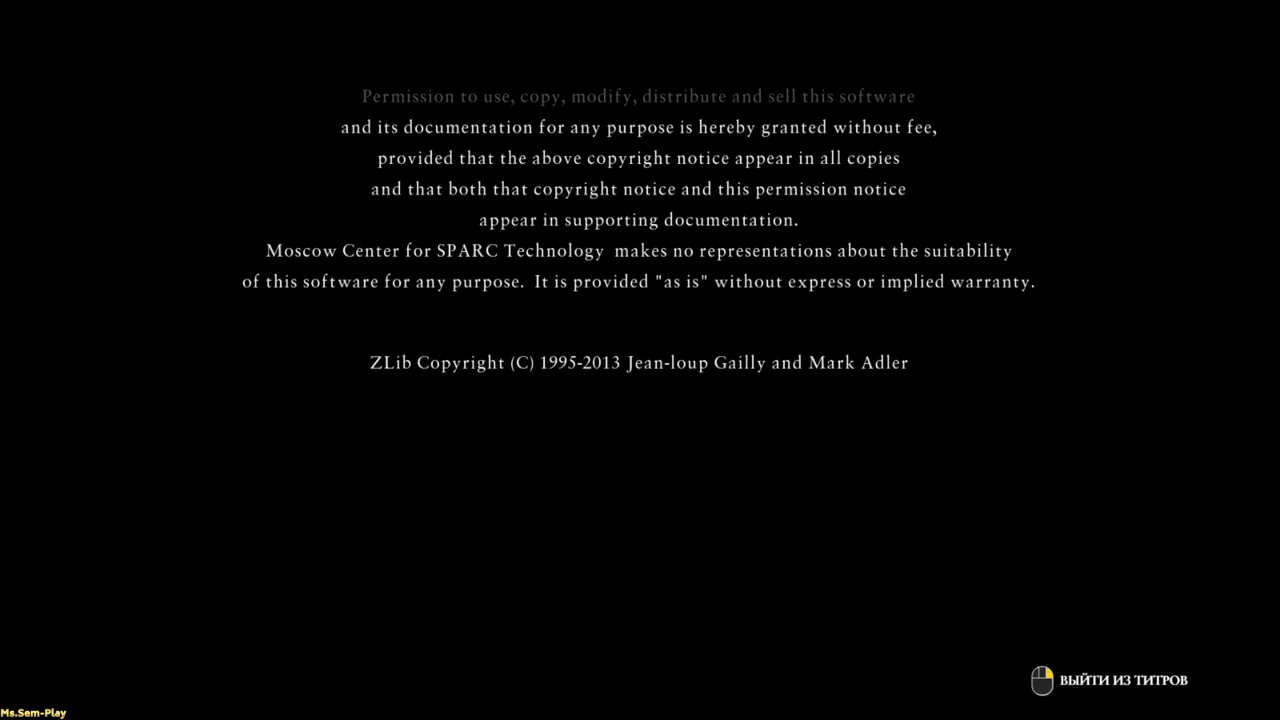 Permission to use, copy, modify, distribute and sell this software
and its documentation for any purpose is hereby granted without fee,
provided that the above copyright notice appear in all copies
and that both that copyright notice and this permission notice
appear in supporting documentation.
Moscow Center for SPARC Technology  makes no representations about the suitability
of this software for any purpose.  It is provided "as is" without express or implied warranty.
ZLib Copyright (C) 1995-2013 Jean-loup Gailly and Mark Adler
ВЫЙТИ ИЗ ТИТРОВ
Ms.Sem-Play